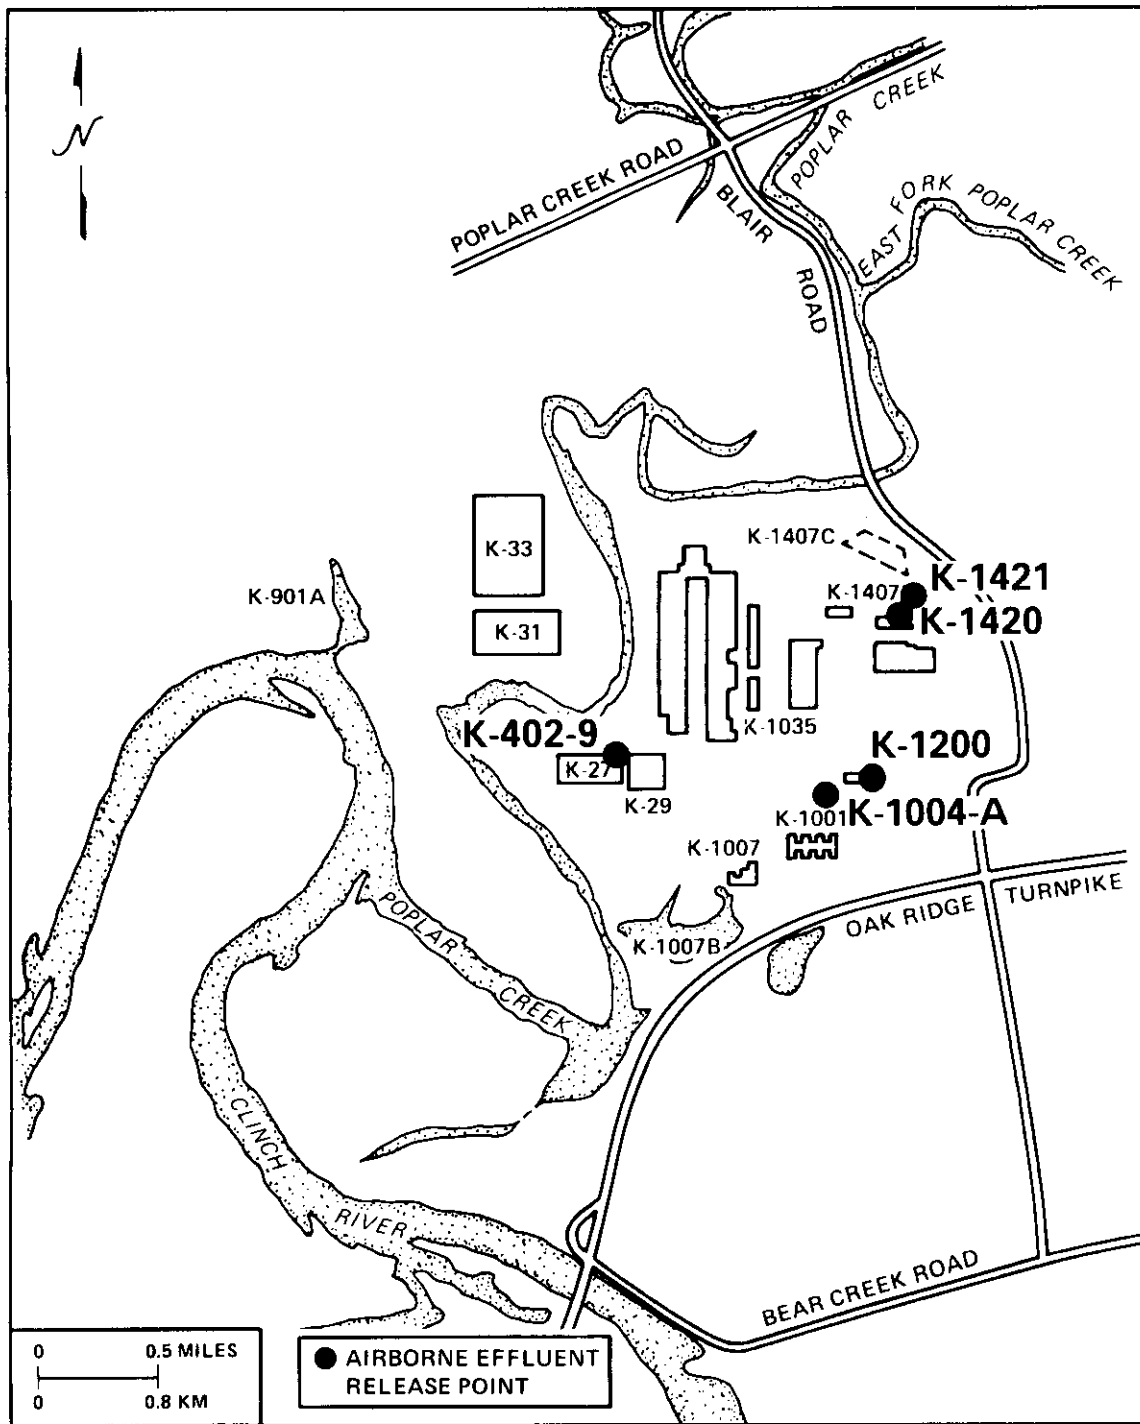 N
POPLAR CREEK ROAD
CREEK
POPLAR
BLAIR
ROAD
EAST FORK POPLAR CREEK
K-33
K-31
K-901A
K-1407C
K-1407
K-1421
K-1420
K-1035
K-402-9
K-27
K-29
K-1200
K-1004-A
K-1001
K-1007
K-1007B
OAK RIDGE TURNPIKE
POPLAR
CREEK
CLINCH
RIVER
BEAR CREEK ROAD
0 0.5 MILES
0 0.8 KM
AIRBORNE EFFLUENT
RELEASE POINT